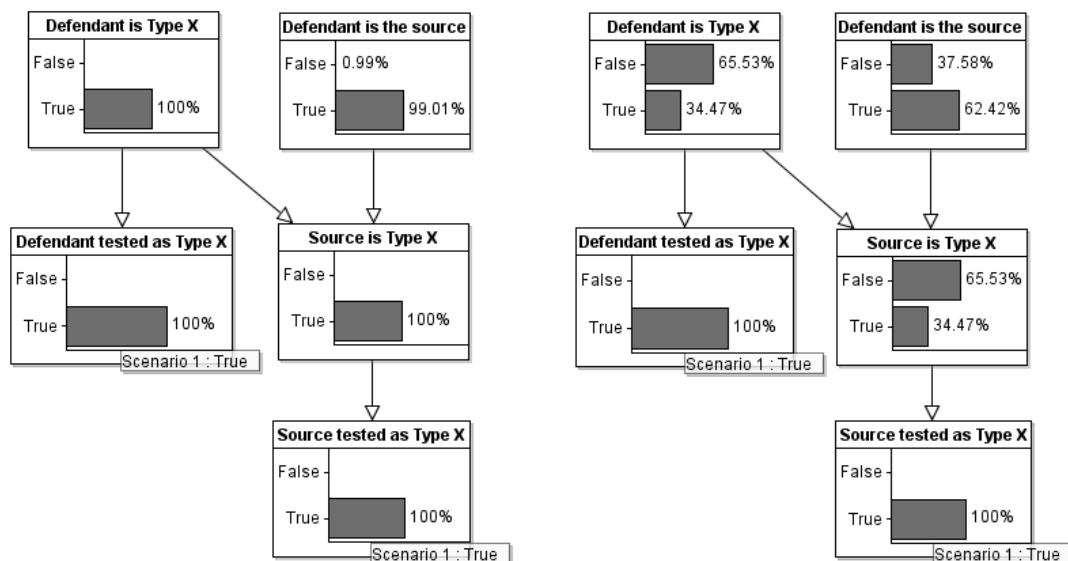 Defendant is Type X
False
True
100%
Defendant is the source
False
0.99%
True
99.01%
Defendant tested as Type X
False
True
100%
Scenario 1 : True
Source is Type X
False
True
100%
Source tested as Type X
False
True
100%
Scenario 1 : True
Defendant is Type X
False
65.53%
True
34.47%
Defendant is the source
False
37.58%
True
62.42%
Defendant tested as Type X
False
True
100%
Scenario 1 : True
Source is Type X
False
65.53%
True
34.47%
Source tested as Type X
False
True
100%
Scenario 1 : True